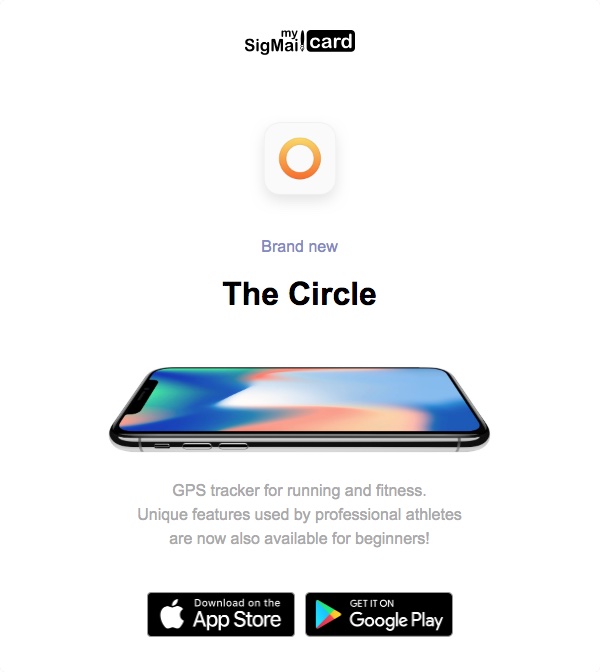 my
SigMail card
Brand new
The Circle
GPS tracker for running and fitness.
Unique features used by professional athletes
are now also available for beginners!
Download on the
App Store
GET IT ON
Google Play